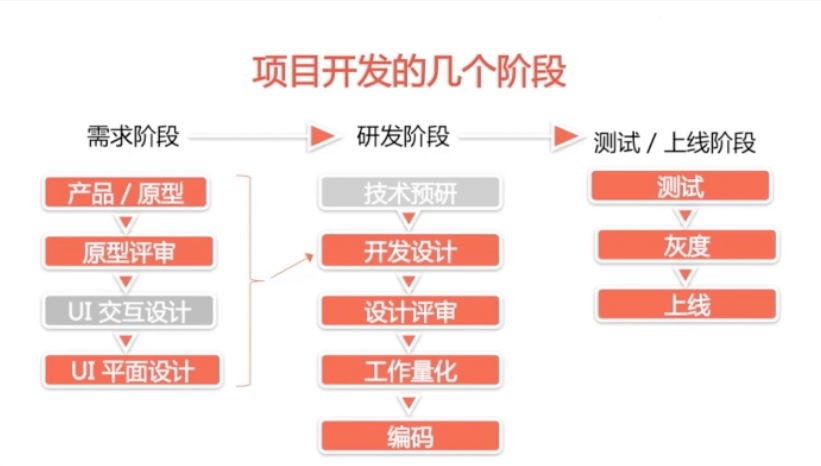 项目开发的几个阶段
需求阶段
研发阶段
测试 / 上线阶段
产品 / 原型
原型评审
UI 交互设计
UI 平面设计
技术预研
开发设计
设计评审
工作量化
编码
测试
灰度
上线